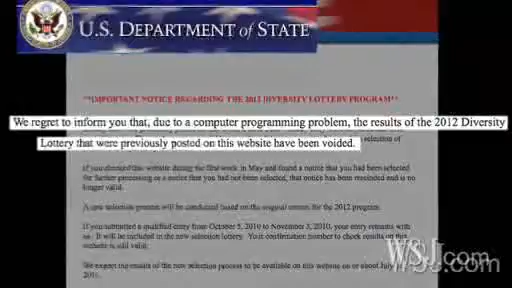 U.S. DEPARTMENT of STATE
**IMPORTANT NOTICE REGARDING THE 2012 DIVERSITY LOTTERY PROGRAM**
We regret to inform you that, due to a computer programming problem, the results of the 2012 Diversity
Lottery that were previously posted on this website have been voided.
selection of
If you checked this website during the first week in May and found a notice that you had been selected
for further processing or a notice that you had not been selected, that notice has been rescinded and is no
longer valid.
A new selection process will be conducted based on the original entries for the 2012 program.
If you submitted a qualified entry from October 5, 2010 to November 3, 2010, your entry remains with
us. It will be included in the new selection lottery. Your confirmation number to check results on this
website is still valid.
We expect the results of the new selection process to be available on this website on or about July
WSJ.com
WSJ.com